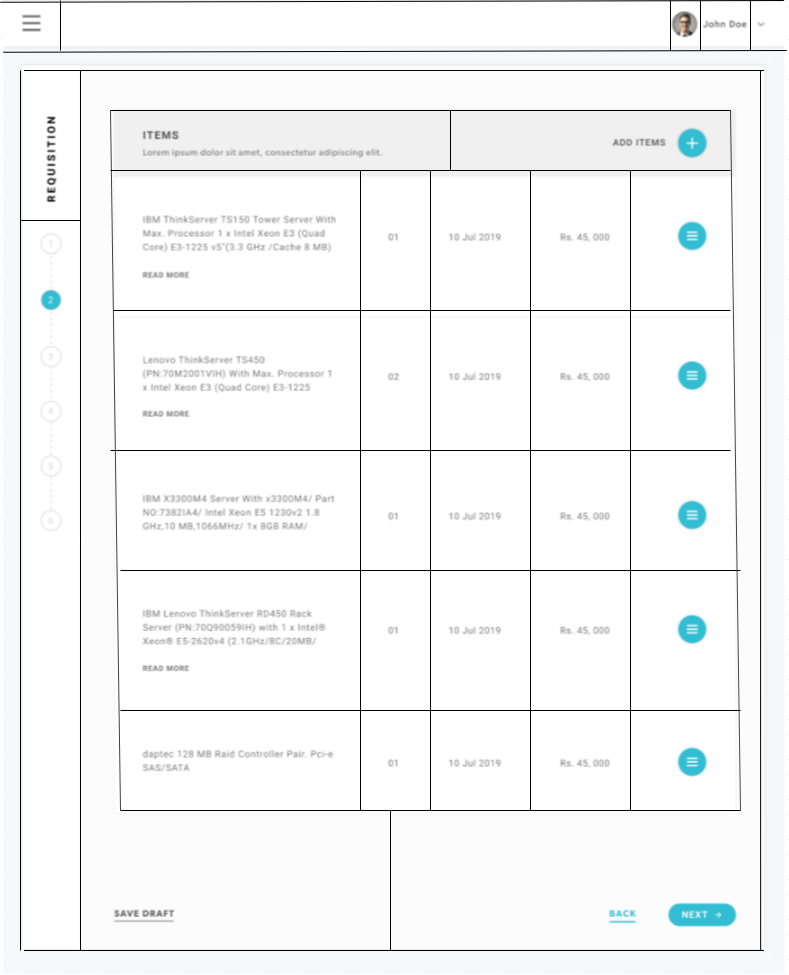 John Doe
REQUISITION
1
2
3
4
5
6
ITEMS
Lorem ipsum dolor sit amet, consectetur adipiscing elit.
ADD ITEMS
IBM ThinkServer TS150 Tower Server With
Max. Processor 1 x Intel Xeon E3 (Quad
Core) E3-1225 v5"(3.3 GHz /Cache 8 MB)
READ MORE
01
10 Jul 2019
Rs. 45, 000
Lenovo ThinkServer TS450
(PN:70M2001VIH) With Max. Processor 1
x Intel Xeon E3 (Quad Core) E3-1225
READ MORE
02
10 Jul 2019
Rs. 45, 000
IBM X3300M4 Server With x3300M4/ Part
NO:7382IA4/ Intel Xeon E5 1230v2 1.8
GHz,10 MB,1066MHz/ 1x 8GB RAM/
01
10 Jul 2019
Rs. 45, 000
IBM Lenovo ThinkServer RD450 Rack
Server (PN:70Q90059IH) with 1 x Intel®
Xeon® E5-2620v4 (2.1GHz/8C/20MB/
READ MORE
01
10 Jul 2019
Rs. 45, 000
daptec 128 MB Raid Controller Pair. Pci-e
SAS/SATA
01
10 Jul 2019
Rs. 45, 000
SAVE DRAFT
BACK
NEXT →